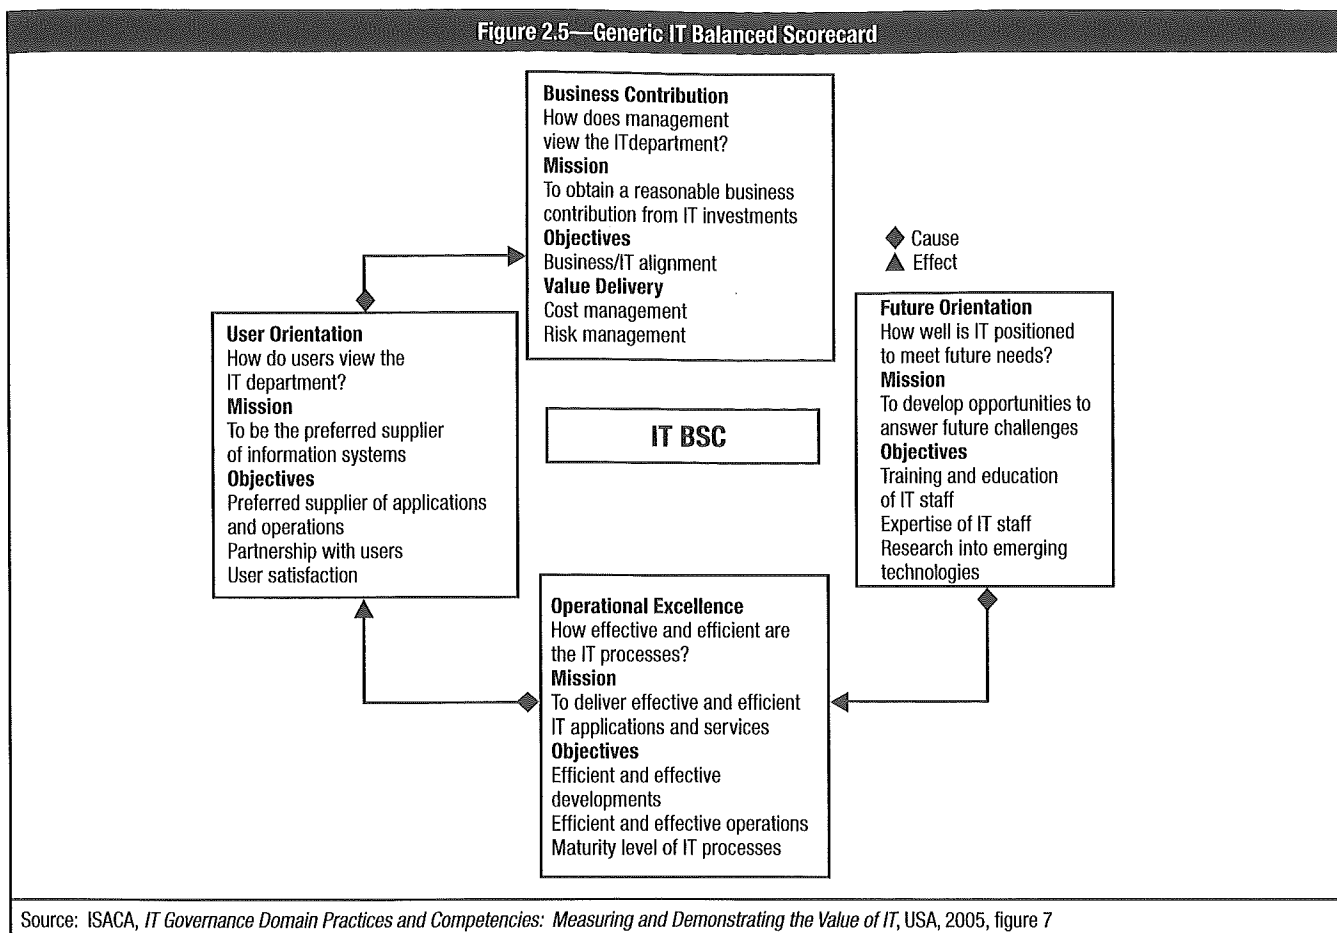 Figure 2.5—Generic IT Balanced Scorecard
Business Contribution
How does management
view the ITdepartment?
Mission
To obtain a reasonable business
contribution from IT investments
Objectives
Business/IT alignment
Value Delivery
Cost management
Risk management
Cause
Effect
User Orientation
How do users view the
IT department?
Mission
To be the preferred supplier
of information systems
Objectives
Preferred supplier of applications
and operations
Partnership with users
User satisfaction
IT BSC
Future Orientation
How well is IT positioned
to meet future needs?
Mission
To develop opportunities to
answer future challenges
Objectives
Training and education
of IT staff
Expertise of IT staff
Research into emerging
technologies
Operational Excellence
How effective and efficient are
the IT processes?
Mission
To deliver effective and efficient
IT applications and services
Objectives
Efficient and effective
developments
Efficient and effective operations
Maturity level of IT processes
Source: ISACA, IT Governance Domain Practices and Competencies: Measuring and Demonstrating the Value of IT, USA, 2005, figure 7